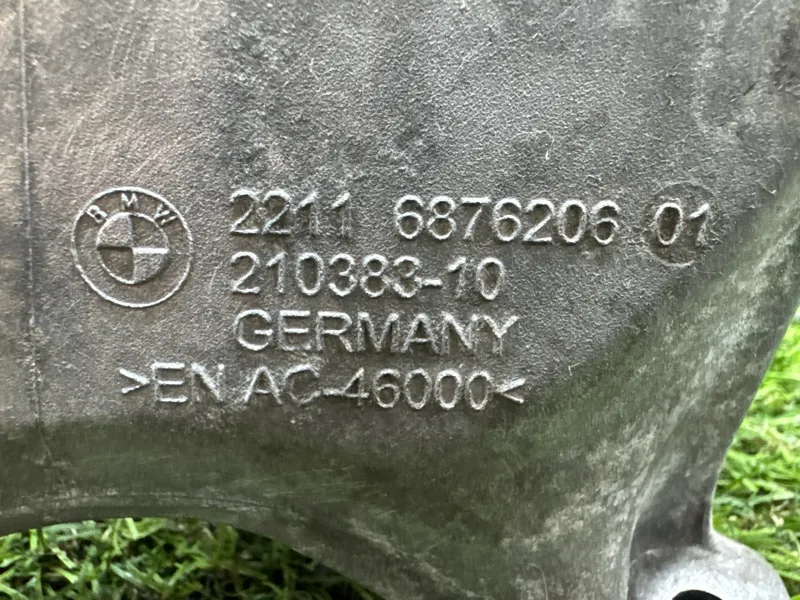 BMW
2211 6876206 01
210383-10
GERMANY
>EN AC-46000<